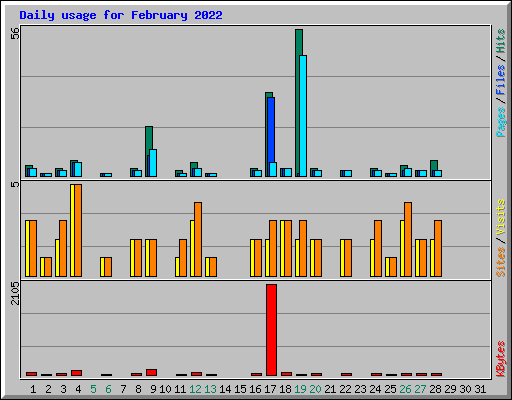 Daily usage for February 2022
56
Pages / Files / Hits
5
Sites / Visits
2105
KBytes
1 2 3 4 5 6 7 8 9 10 11 12 13 14 15 16 17 18 19 20 21 22 23 24 25 26 27 28 29 30 31